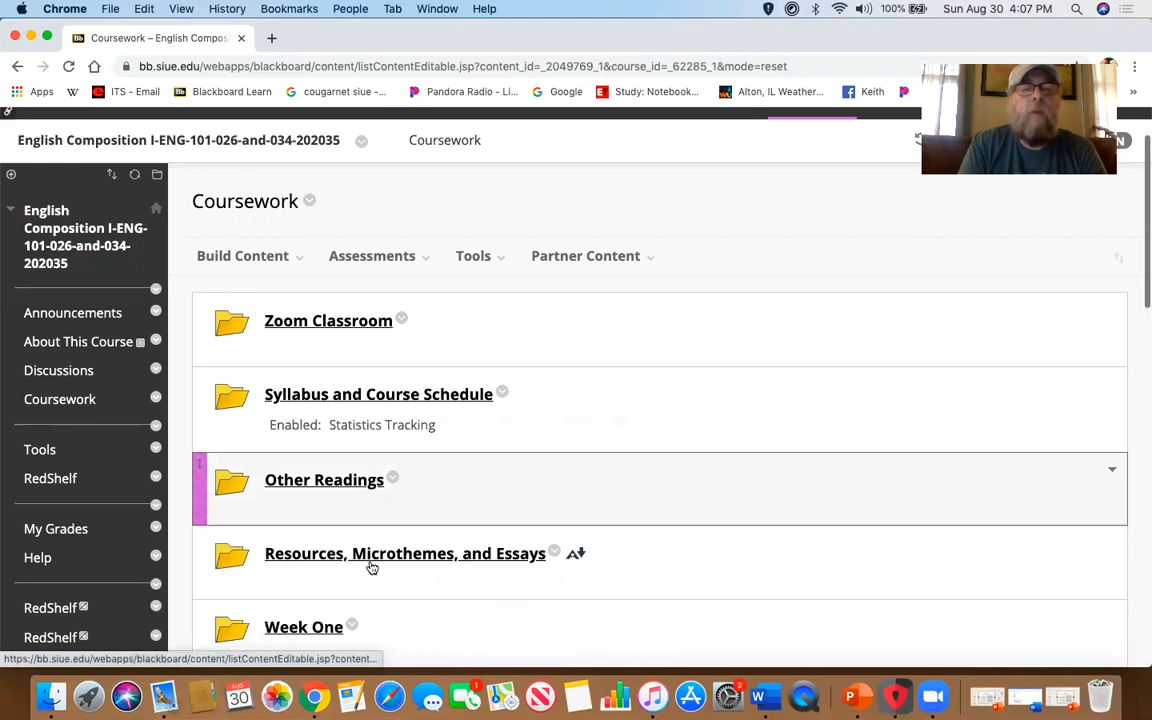 Chrome File Edit View History Bookmarks People Tab Window Help 100% Sun Aug 30 4:07 PM
Bb Coursework – English Compos
bb.siue.edu/webapps/blackboard/content/listContentEditable.jsp?content_id=_2049769_1&course_id=_62285_1&mode=reset
Apps W ITS - Email Bb Blackboard Learn G cougarnet siue -... Pandora Radio - Li... G Google Study: Notebook... Alton, IL Weather... Keith
English Composition I-ENG-101-026-and-034-202035 Coursework N
English
Composition I-ENG-
101-026-and-034-
202035
Announcements
About This Course
Discussions
Coursework
Tools
RedShelf
My Grades
Help
RedShelf
RedShelf
Coursework
Build Content Assessments Tools Partner Content
Zoom Classroom
Syllabus and Course Schedule
Enabled: Statistics Tracking
Other Readings
Resources, Microthemes, and Essays A
Week One
https://bb.siue.edu/webapps/blackboard/content/listContentEditable.jsp?content...
AUG
30
1
2